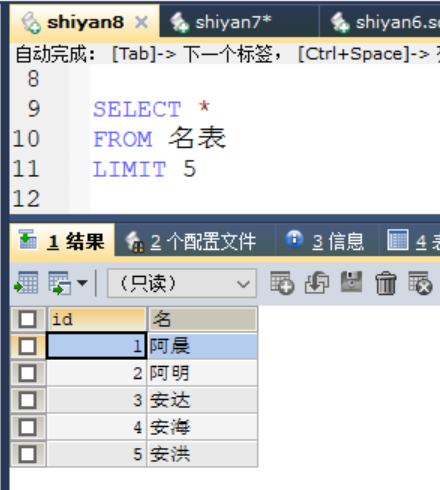 shiyan8 shiyan7* shiyan6.s
自动完成: [Tab]-> 下一个标签, [Ctrl+Space]->
8
9 SELECT *
10 FROM 名表
11 LIMIT 5
12
1 结果 2 个配置文件 3 信息 4
(只读)
id 名
1 阿晨
2 阿明
3 安达
4 安海
5 安洪